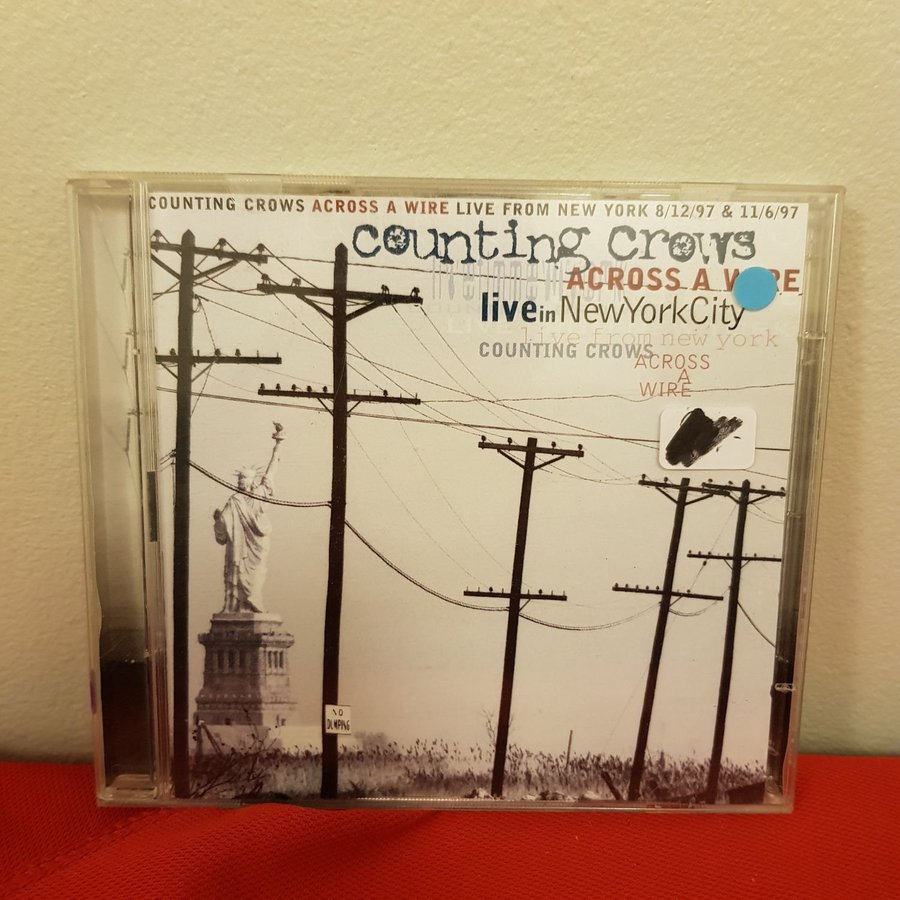 COUNTING CROWS ACROSS A WIRE LIVE FROM NEW YORK 8/12/97 & 11/6/97
counting crows
ACROSS A WIRE
live in NewYorkCity
live from new york
COUNTING CROWS
ACROSS
A
WIRE
NO
DUMPING